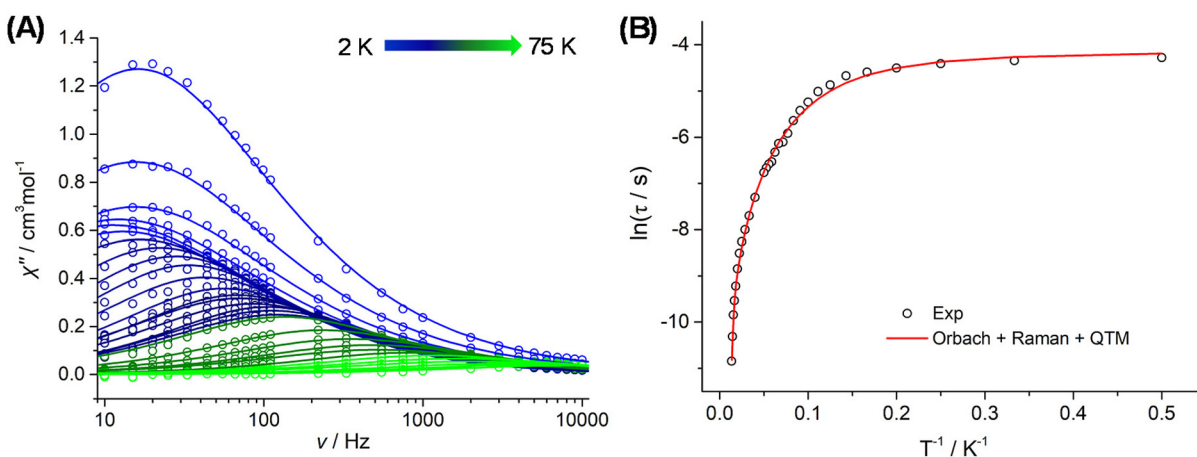 (A)
2 K 75 K
1.4
1.2
1.0
0.8
0.6
0.4
0.2
0.0
χ'' / cm³mol⁻¹
10 100 1000 10000
ν / Hz
(B)
-4
-6
-8
-10
ln(τ / s)
Exp
Orbach + Raman + QTM
0.0 0.1 0.2 0.3 0.4 0.5
T⁻¹ / K⁻¹